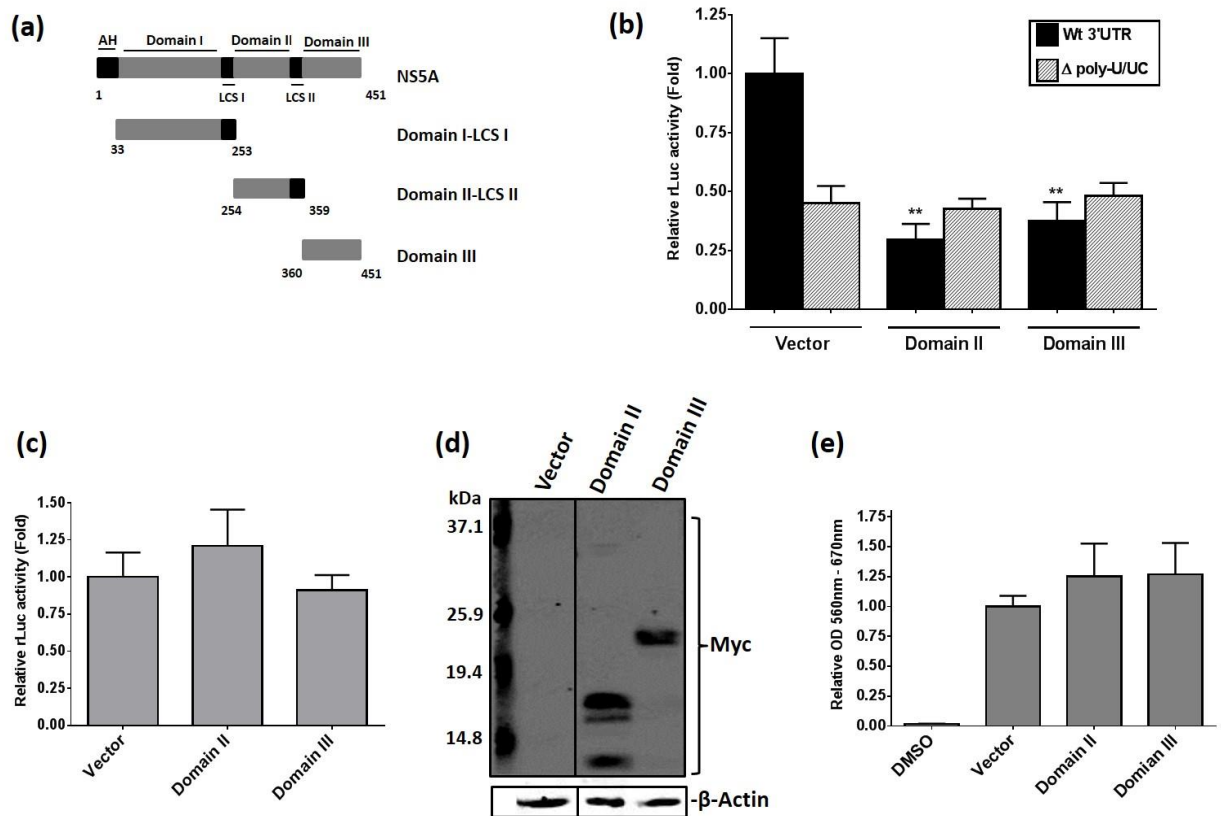 (a)
AH Domain I Domain II Domain III
NS5A
1 LCS I LCS II 451
Domain I-LCS I
33 253
Domain II-LCS II
254 359
Domain III
360 451
(b)
Relative rLuc activity (Fold)
1.25
1.00
0.75
0.50
0.25
0.00
Wt 3'UTR
Δ poly-U/UC
**
**
Vector Domain II Domain III
(c)
Relative rLuc activity (Fold)
1.50
1.25
1.00
0.75
0.50
0.25
0.00
Vector
Domain II
Domain III
(d)
Vector
Domain II
Domain III
kDa
37.1
25.9
19.4
14.8
Myc
-β-Actin
(e)
Relative OD 560nm - 670nm
1.75
1.50
1.25
1.00
0.75
0.50
0.25
0.00
DMSO
Vector
Domain II
Domian III